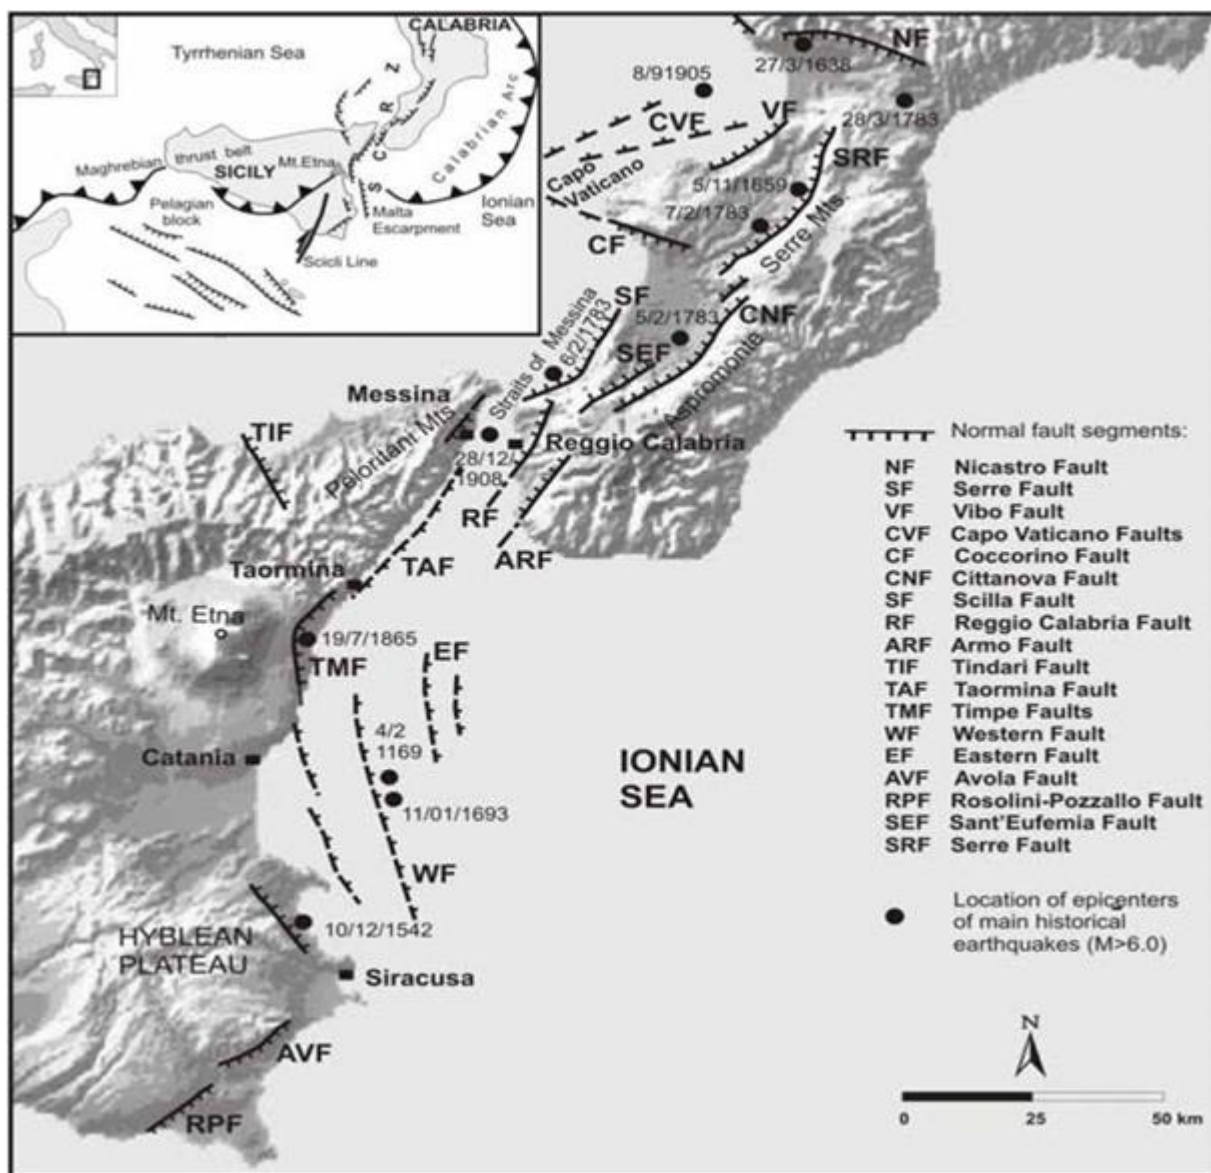 CALABRIA
Tyrrhenian Sea
S C R Z
Calabrian Arc
Maghrebian thrust belt
SICILY
Mt.Etna
Pelagian
block
Malta
Escarpment
Ionian
Sea
Scicli Line
NF
27/3/1638
8/91905
CVF
VF
28/3/1783
SRF
Capo
Vaticano
5/11/1659
7/2/1783
CF
Serre Mts.
SF
5/2/1783
CNF
SEF
Straits of Messina
6/2/1783
Aspromonte
Messina
TIF
Peloritani Mts
Reggio Calabria
28/12/
1908
RF
ARF
TAF
Taormina
Mt. Etna
19/7/1865
TMF
EF
4/2
1169
Catania
11/01/1693
IONIAN
SEA
WF
10/12/1542
HYBLEAN
PLATEAU
Siracusa
AVF
RPF
Normal fault segments:
NF Nicastro Fault
SF Serre Fault
VF Vibo Fault
CVF Capo Vaticano Faults
CF Coccorino Fault
CNF Cittanova Fault
SF Scilla Fault
RF Reggio Calabria Fault
ARF Armo Fault
TIF Tindari Fault
TAF Taormina Fault
TMF Timpe Faults
WF Western Fault
EF Eastern Fault
AVF Avola Fault
RPF Rosolini-Pozzallo Fault
SEF Sant'Eufemia Fault
SRF Serre Fault
Location of epicenters
of main historical
earthquakes (M>6.0)
N
0 25 50 km